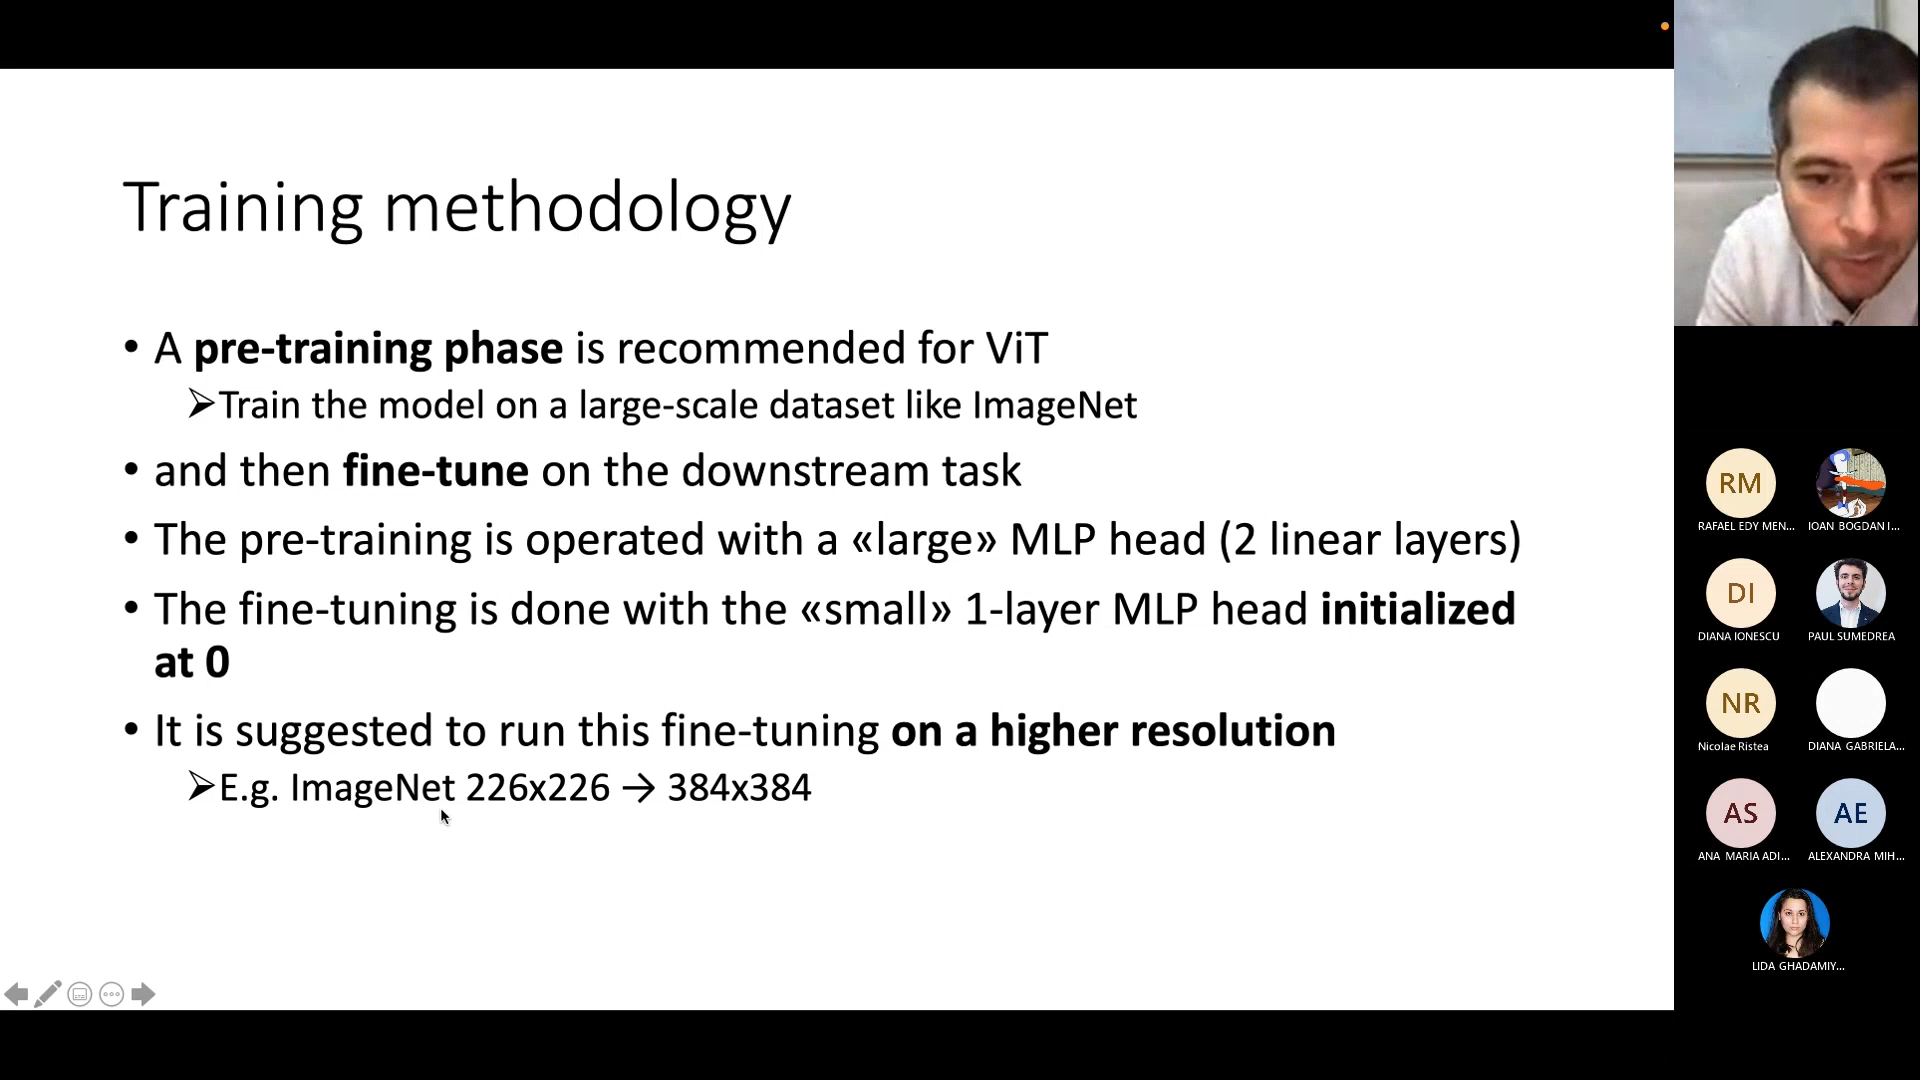 Training methodology
• A pre-training phase is recommended for ViT
➢Train the model on a large-scale dataset like ImageNet
• and then fine-tune on the downstream task
• The pre-training is operated with a «large» MLP head (2 linear layers)
• The fine-tuning is done with the «small» 1-layer MLP head initialized
at 0
• It is suggested to run this fine-tuning on a higher resolution
➢E.g. ImageNet 226x226 → 384x384
RM
RAFAEL EDY MEN...
IOAN BOGDAN I...
DI
DIANA IONESCU
PAUL SUMEDREA
NR
Nicolae Ristea
DIANA GABRIELA...
AS
AE
ANA MARIA ADI...
ALEXANDRA MIH...
LIDA GHADAMIY...